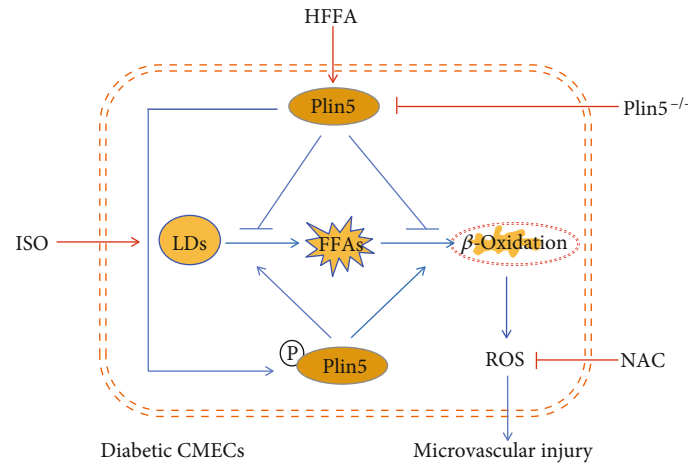 HFFA
Plin5
Plin5⁻/⁻
ISO
LDs
FFAs
β-Oxidation
P
Plin5
ROS
NAC
Diabetic CMECs
Microvascular injury